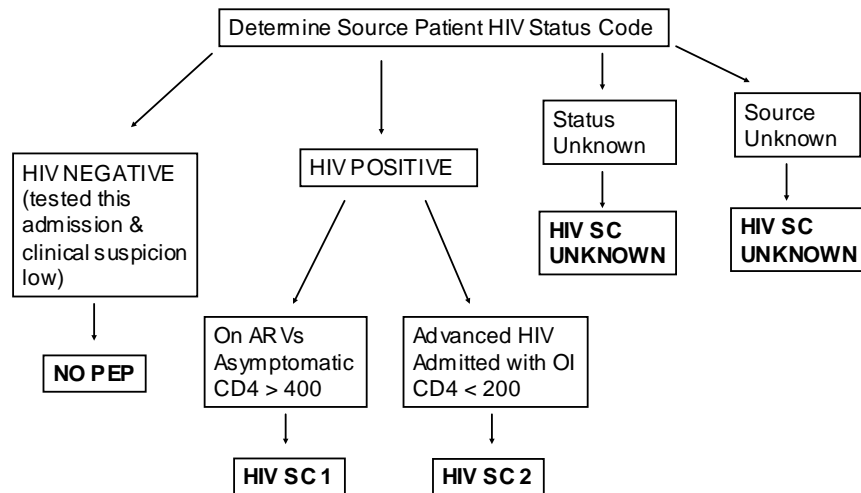 Determine Source Patient HIV Status Code
HIV NEGATIVE
(tested this
admission &
clinical suspicion
low)
NO PEP
HIV POSITIVE
On ARVs
Asymptomatic
CD4 > 400
HIV SC 1
Advanced HIV
Admitted with OI
CD4 < 200
HIV SC 2
Status
Unknown
HIV SC
UNKNOWN
Source
Unknown
HIV SC
UNKNOWN